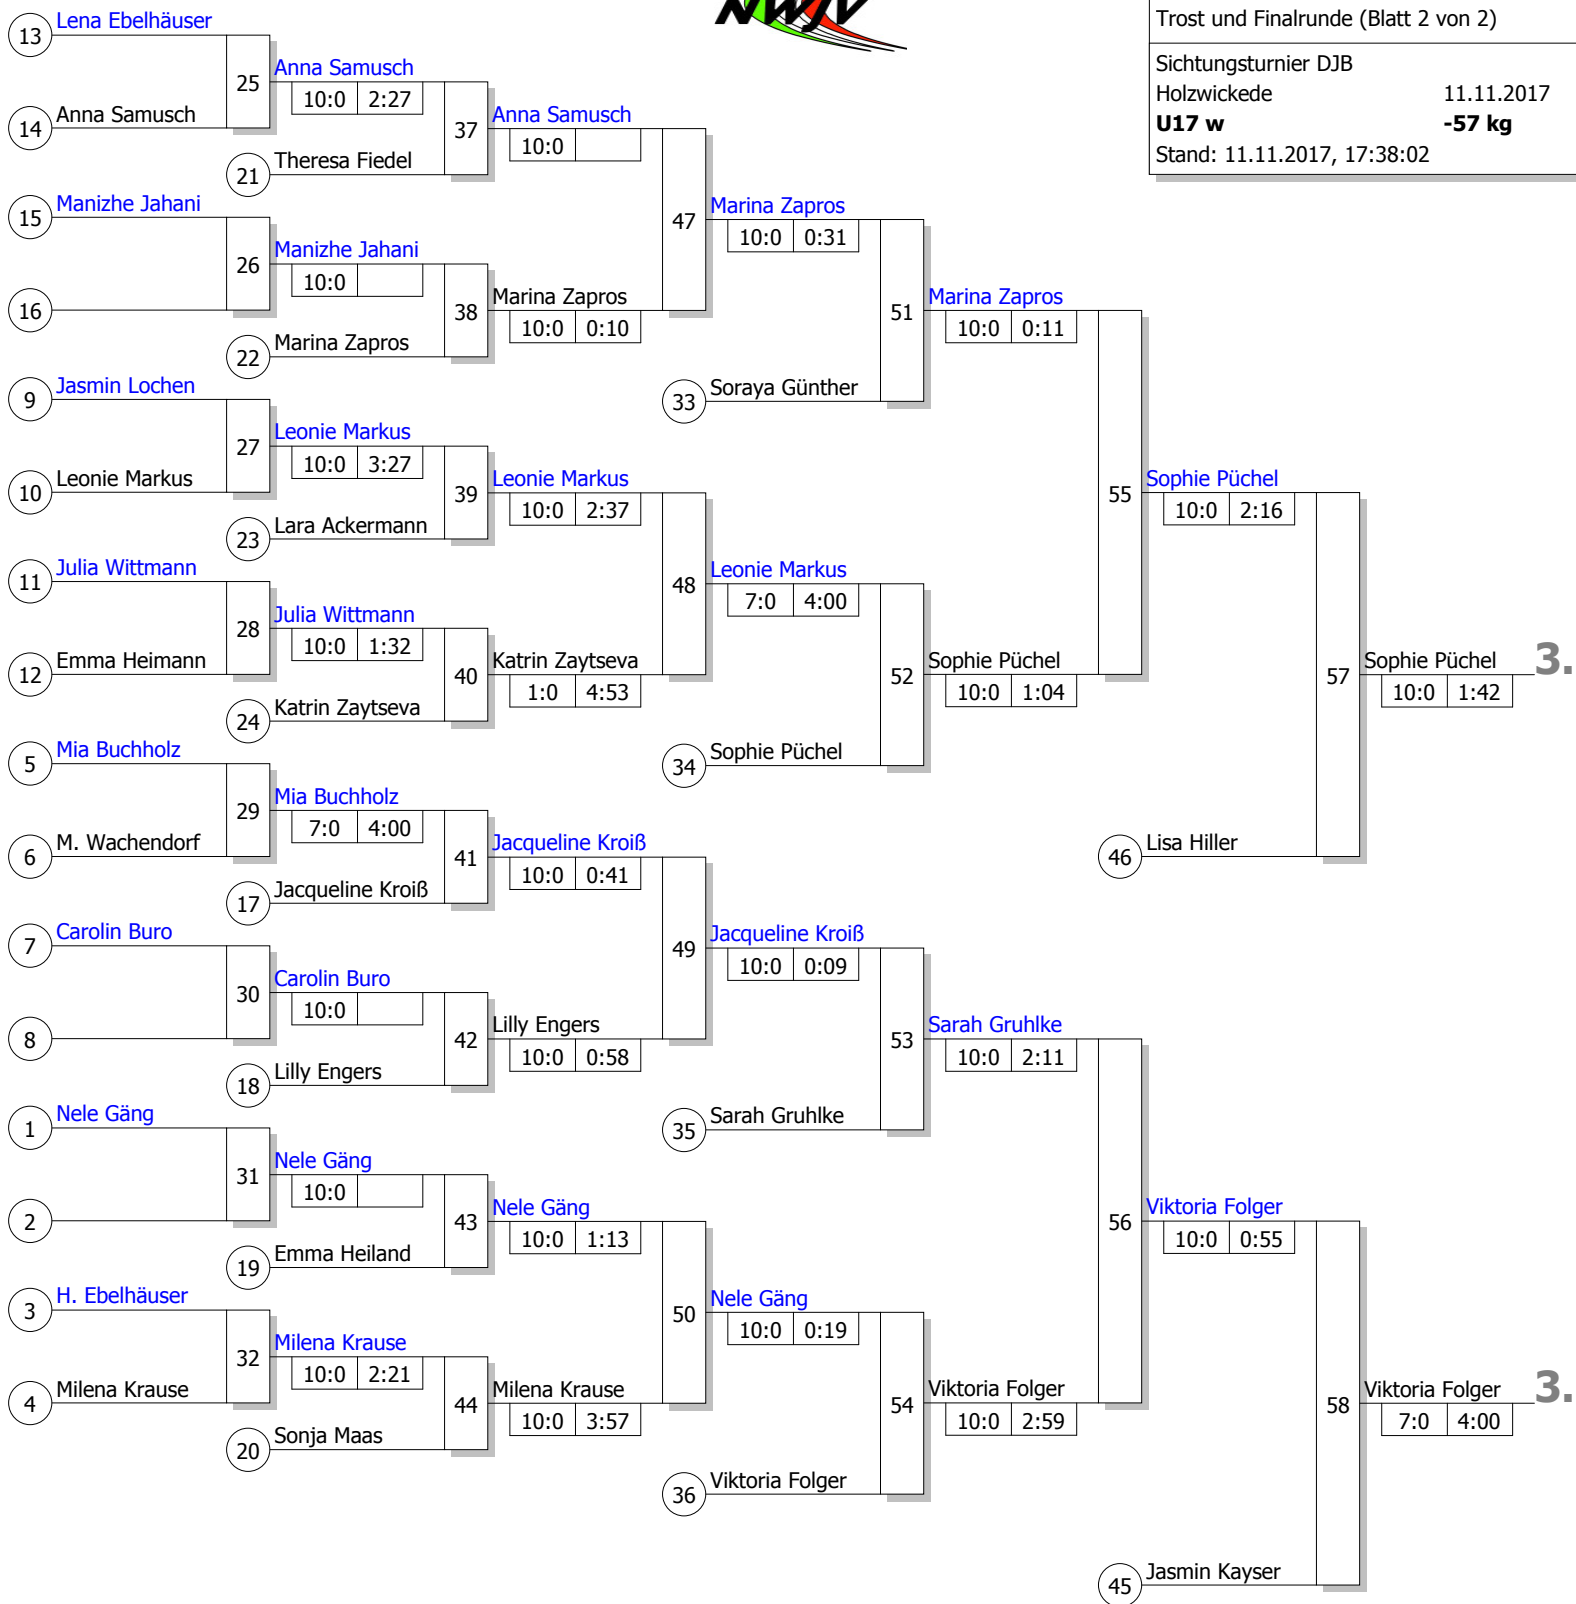 NWJV
Trost und Finalrunde (Blatt 2 von 2)
Sichtungsturnier DJB
Holzwickede 11.11.2017
U17 w -57 kg
Stand: 11.11.2017, 17:38:02
13 Lena Ebelhäuser
14 Anna Samusch
25 Anna Samusch
10:0 2:27
21 Theresa Fiedel
37 Anna Samusch
10:0
15 Manizhe Jahani
16
26 Manizhe Jahani
10:0
22 Marina Zapros
38 Marina Zapros
10:0 0:10
47 Marina Zapros
10:0 0:31
33 Soraya Günther
51 Marina Zapros
10:0 0:11
9 Jasmin Lochen
10 Leonie Markus
27 Leonie Markus
10:0 3:27
23 Lara Ackermann
39 Leonie Markus
10:0 2:37
11 Julia Wittmann
12 Emma Heimann
28 Julia Wittmann
10:0 1:32
24 Katrin Zaytseva
40 Katrin Zaytseva
1:0 4:53
48 Leonie Markus
7:0 4:00
34 Sophie Püchel
52 Sophie Püchel
10:0 1:04
55 Sophie Püchel
10:0 2:16
46 Lisa Hiller
57 Sophie Püchel 3.
10:0 1:42
5 Mia Buchholz
6 M. Wachendorf
29 Mia Buchholz
7:0 4:00
17 Jacqueline Kroiß
41 Jacqueline Kroiß
10:0 0:41
7 Carolin Buro
8
30 Carolin Buro
10:0
18 Lilly Engers
42 Lilly Engers
10:0 0:58
49 Jacqueline Kroiß
10:0 0:09
35 Sarah Gruhlke
53 Sarah Gruhlke
10:0 2:11
1 Nele Gäng
2
31 Nele Gäng
10:0
19 Emma Heiland
43 Nele Gäng
10:0 1:13
3 H. Ebelhäuser
4 Milena Krause
32 Milena Krause
10:0 2:21
20 Sonja Maas
44 Milena Krause
10:0 3:57
50 Nele Gäng
10:0 0:19
36 Viktoria Folger
54 Viktoria Folger
10:0 2:59
56 Viktoria Folger
10:0 0:55
45 Jasmin Kayser
58 Viktoria Folger 3.
7:0 4:00